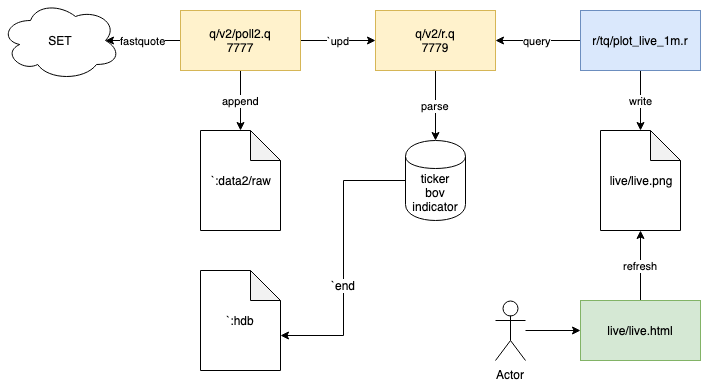 SET
fastquote
q/v2/poll2.q
7777
`upd
q/v2/r.q
7779
query
r/tq/plot_live_1m.r
append
parse
write
`:data2/raw
ticker
bov
indicator
live/live.png
`end
refresh
`:hdb
live/live.html
Actor